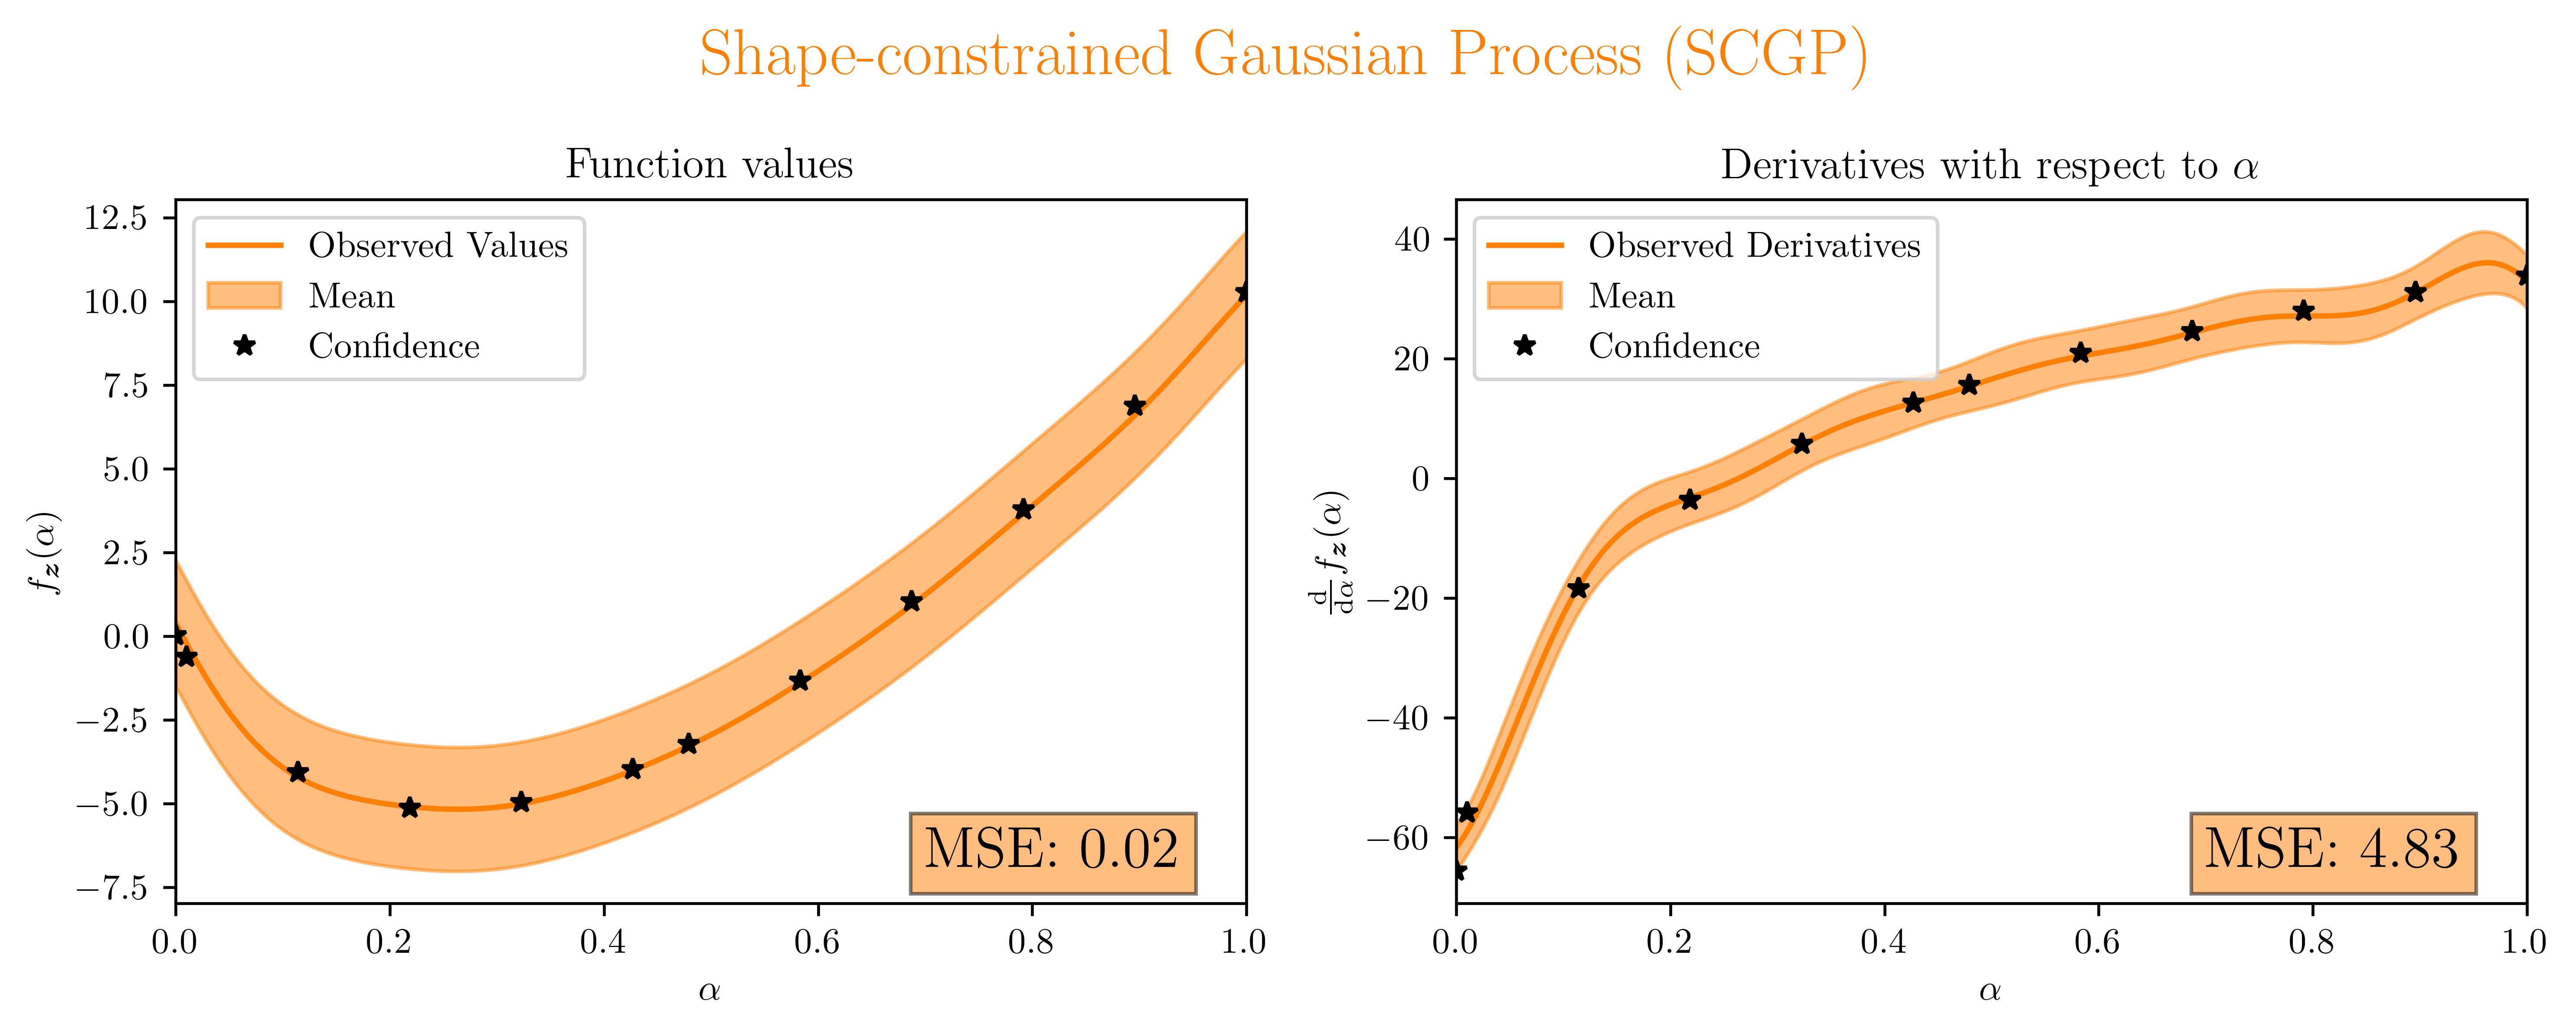 Shape-constrained Gaussian Process (SCGP)
Function values
12.5
10.0
7.5
5.0
2.5
0.0
−2.5
−5.0
−7.5
f_z(α)
Observed Values
Mean
Confidence
MSE: 0.02
0.0 0.2 0.4 0.6 0.8 1.0
α
Derivatives with respect to α
40
20
0
−20
−40
−60
d/dα f_z(α)
Observed Derivatives
Mean
Confidence
MSE: 4.83
0.0 0.2 0.4 0.6 0.8 1.0
α